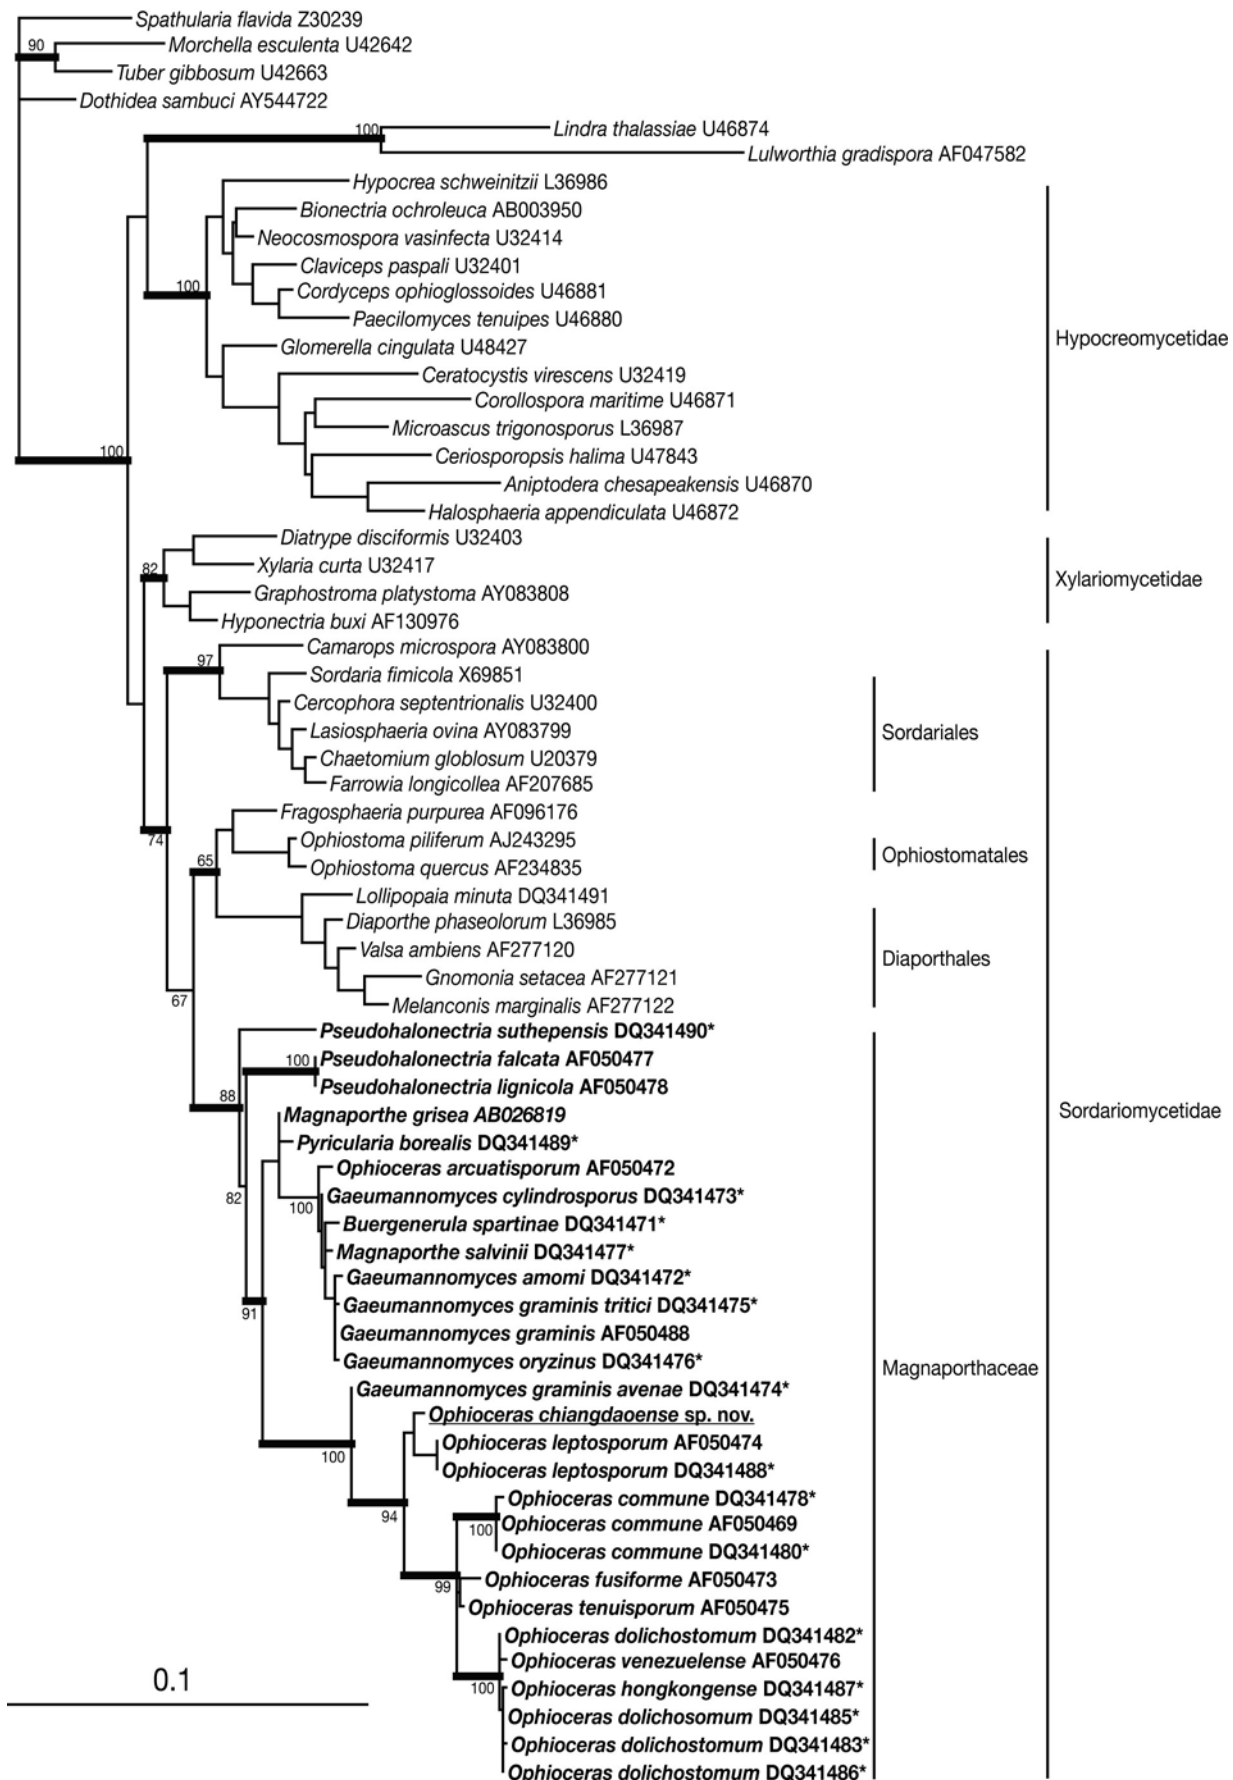 Spathularia flavida Z30239
90
Morchella esculenta U42642
Tuber gibbosum U42663
Dothidea sambuci AY544722
100
Lindra thalassiae U46874
Lulworthia gradispora AF047582
Hypocrea schweinitzii L36986
Bionectria ochroleuca AB003950
Neocosmospora vasinfecta U32414
Claviceps paspali U32401
100
Cordyceps ophioglossoides U46881
Paecilomyces tenuipes U46880
Hypocreomycetidae
Glomerella cingulata U48427
Ceratocystis virescens U32419
Corollospora maritime U46871
Microascus trigonosporus L36987
100
Ceriosporopsis halima U47843
Aniptodera chesapeakensis U46870
Halosphaeria appendiculata U46872
Diatrype disciformis U32403
82
Xylaria curta U32417
Xylariomycetidae
Graphostroma platystoma AY083808
Hyponectria buxi AF130976
97
Camarops microspora AY083800
Sordaria fimicola X69851
Cercophora septentrionalis U32400
Lasiosphaeria ovina AY083799
Sordariales
Chaetomium globlosum U20379
Farrowia longicollea AF207685
Fragosphaeria purpurea AF096176
74
Ophiostoma piliferum AJ243295
Ophiostomatales
65
Ophiostoma quercus AF234835
Lollipopaia minuta DQ341491
Diaporthe phaseolorum L36985
Valsa ambiens AF277120
Diaporthales
Gnomonia setacea AF277121
67
Melanconis marginalis AF277122
Pseudohalonectria suthepensis DQ341490*
100
Pseudohalonectria falcata AF050477
Pseudohalonectria lignicola AF050478
88
Magnaporthe grisea AB026819
Sordariomycetidae
Pyricularia borealis DQ341489*
Ophioceras arcuatisporum AF050472
82
100
Gaeumannomyces cylindrosporus DQ341473*
Buergenerula spartinae DQ341471*
Magnaporthe salvinii DQ341477*
Gaeumannomyces amomi DQ341472*
91
Gaeumannomyces graminis tritici DQ341475*
Gaeumannomyces graminis AF050488
Gaeumannomyces oryzinus DQ341476*
Magnaporthaceae
Gaeumannomyces graminis avenae DQ341474*
Ophioceras chiangdaoense sp. nov.
100
Ophioceras leptosporum AF050474
Ophioceras leptosporum DQ341488*
Ophioceras commune DQ341478*
94
100
Ophioceras commune AF050469
Ophioceras commune DQ341480*
99
Ophioceras fusiforme AF050473
Ophioceras tenuisporum AF050475
Ophioceras dolichostomum DQ341482*
Ophioceras venezuelense AF050476
0.1
100
Ophioceras hongkongense DQ341487*
Ophioceras dolichosomum DQ341485*
Ophioceras dolichostomum DQ341483*
Ophioceras dolichostomum DQ341486*